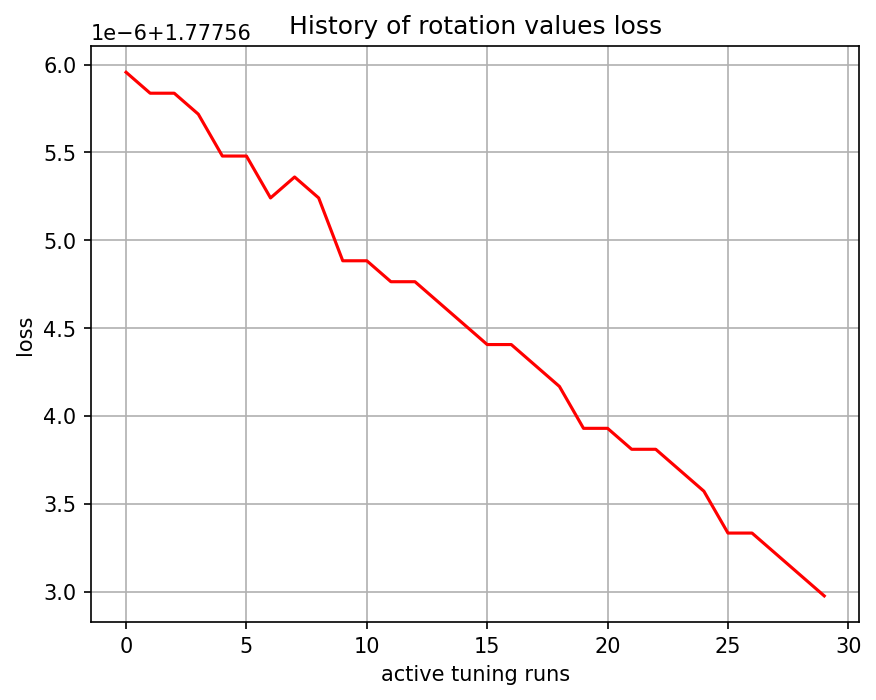 History of rotation values loss
1e−6+1.77756
6.0
5.5
5.0
4.5
4.0
3.5
3.0
loss
0 5 10 15 20 25 30
active tuning runs